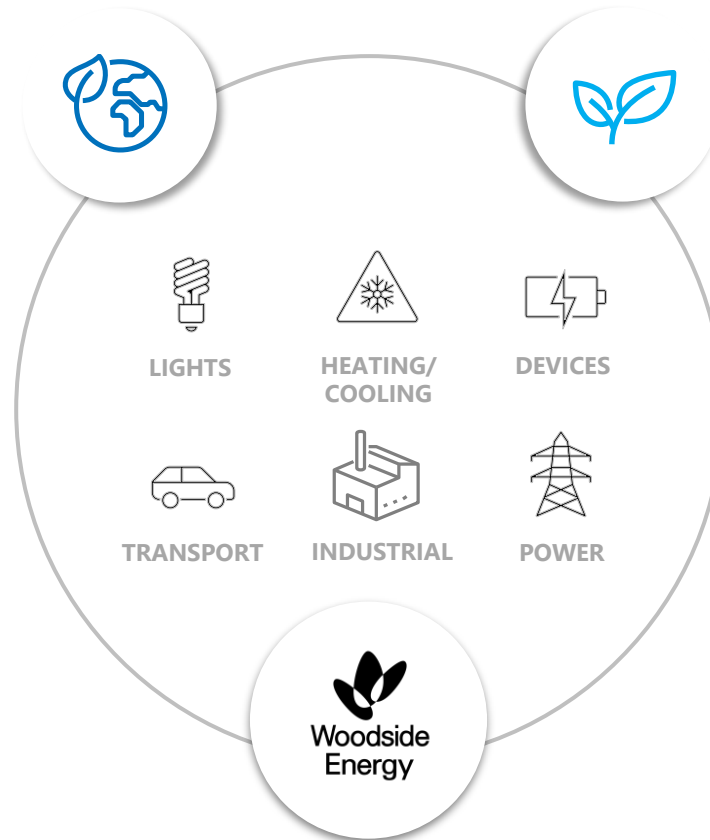 LIGHTS
HEATING/
COOLING
DEVICES
TRANSPORT
INDUSTRIAL
POWER
Woodside
Energy